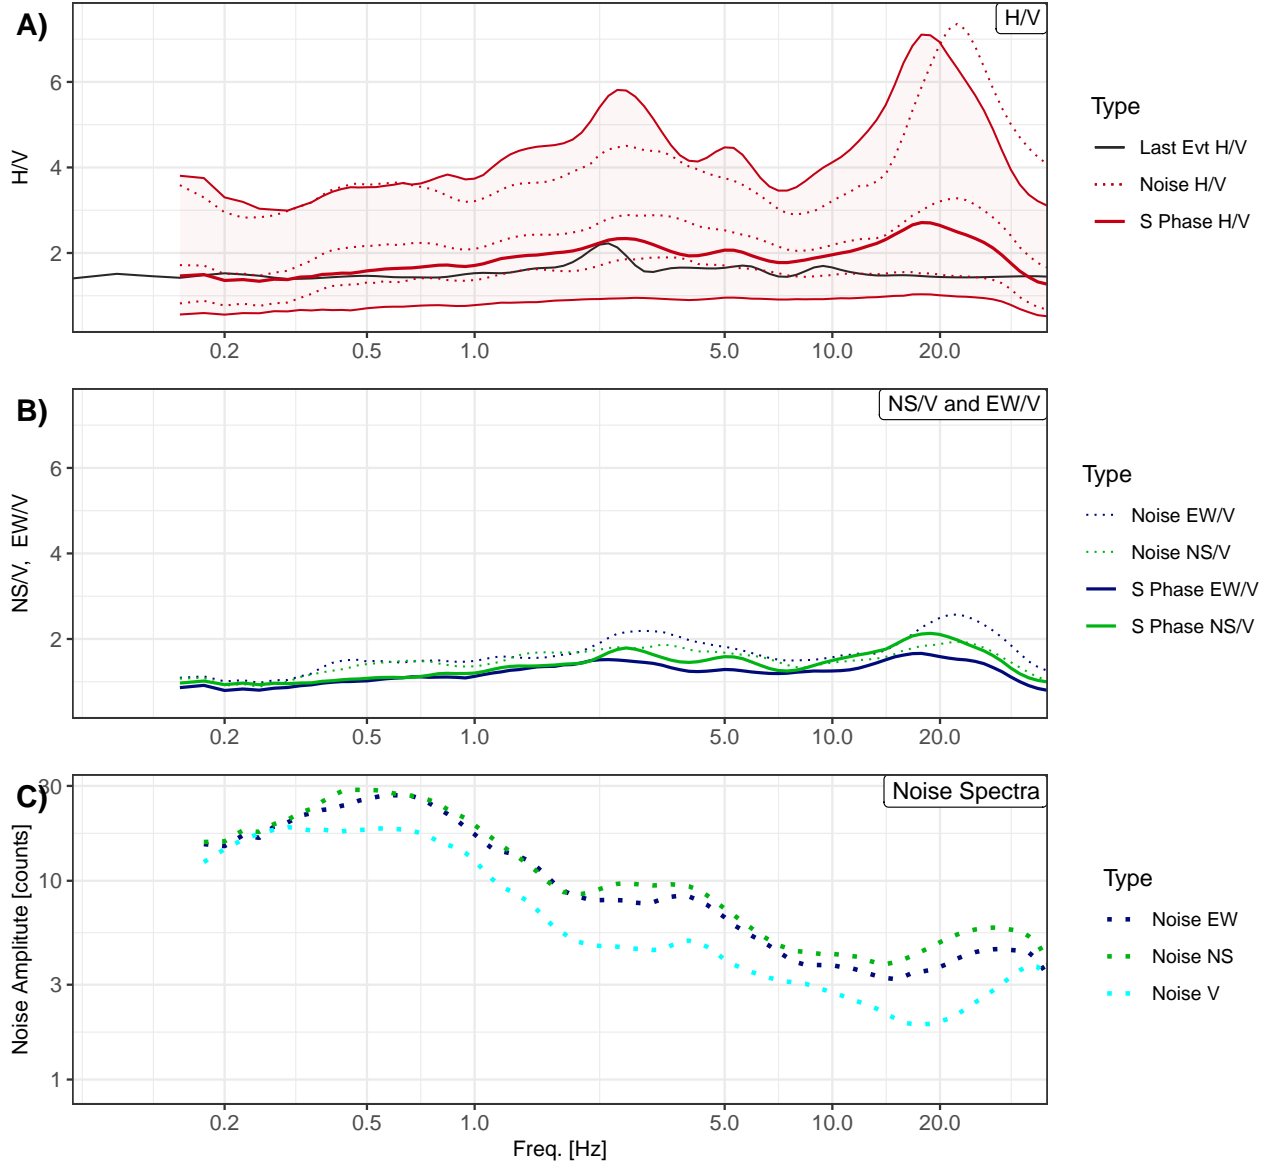 A)
H/V
H/V
6
4
2
0.2
0.5
1.0
5.0
10.0
20.0
Type
Last Evt H/V
Noise H/V
S Phase H/V
B)
NS/V and EW/V
NS/V, EW/V
6
4
2
0.2
0.5
1.0
5.0
10.0
20.0
Type
Noise EW/V
Noise NS/V
S Phase EW/V
S Phase NS/V
C)
Noise Spectra
Noise Amplitute [counts]
30
10
3
1
0.2
0.5
1.0
5.0
10.0
20.0
Freq. [Hz]
Type
Noise EW
Noise NS
Noise V